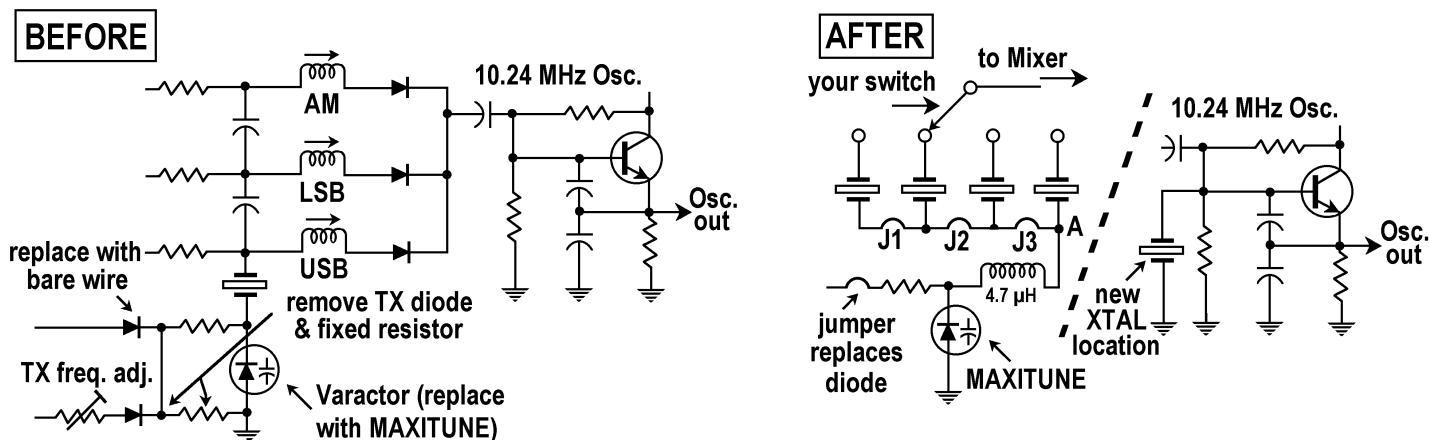 BEFORE
AM
LSB
USB
10.24 MHz Osc.
Osc.
out
replace with
bare wire
remove TX diode
& fixed resistor
TX freq. adj.
Varactor (replace
with MAXITUNE)
AFTER
your switch
to Mixer
J1
J2
J3
A
4.7 µH
jumper
replaces
diode
MAXITUNE
10.24 MHz Osc.
Osc.
out
new
XTAL
location